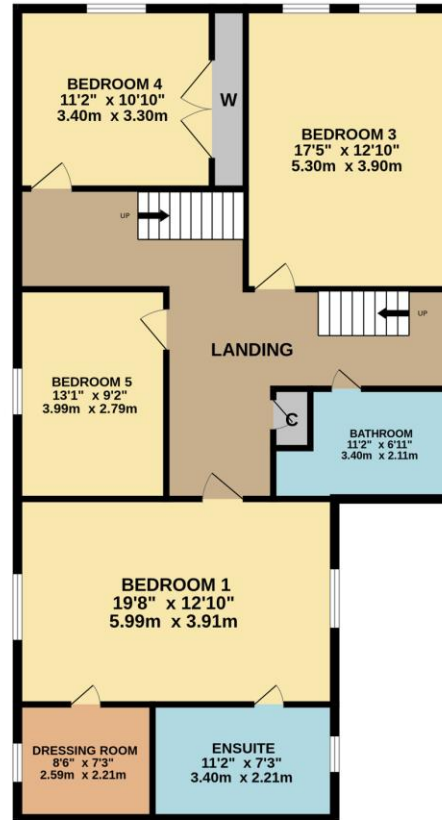 BEDROOM 4
11'2" x 10'10"
3.40m x 3.30m
W
BEDROOM 3
17'5" x 12'10"
5.30m x 3.90m
UP
UP
LANDING
BEDROOM 5
13'1" x 9'2"
3.99m x 2.79m
C
BATHROOM
11'2" x 6'11"
3.40m x 2.11m
BEDROOM 1
19'8" x 12'10"
5.99m x 3.91m
DRESSING ROOM
8'6" x 7'3"
2.59m x 2.21m
ENSUITE
11'2" x 7'3"
3.40m x 2.21m